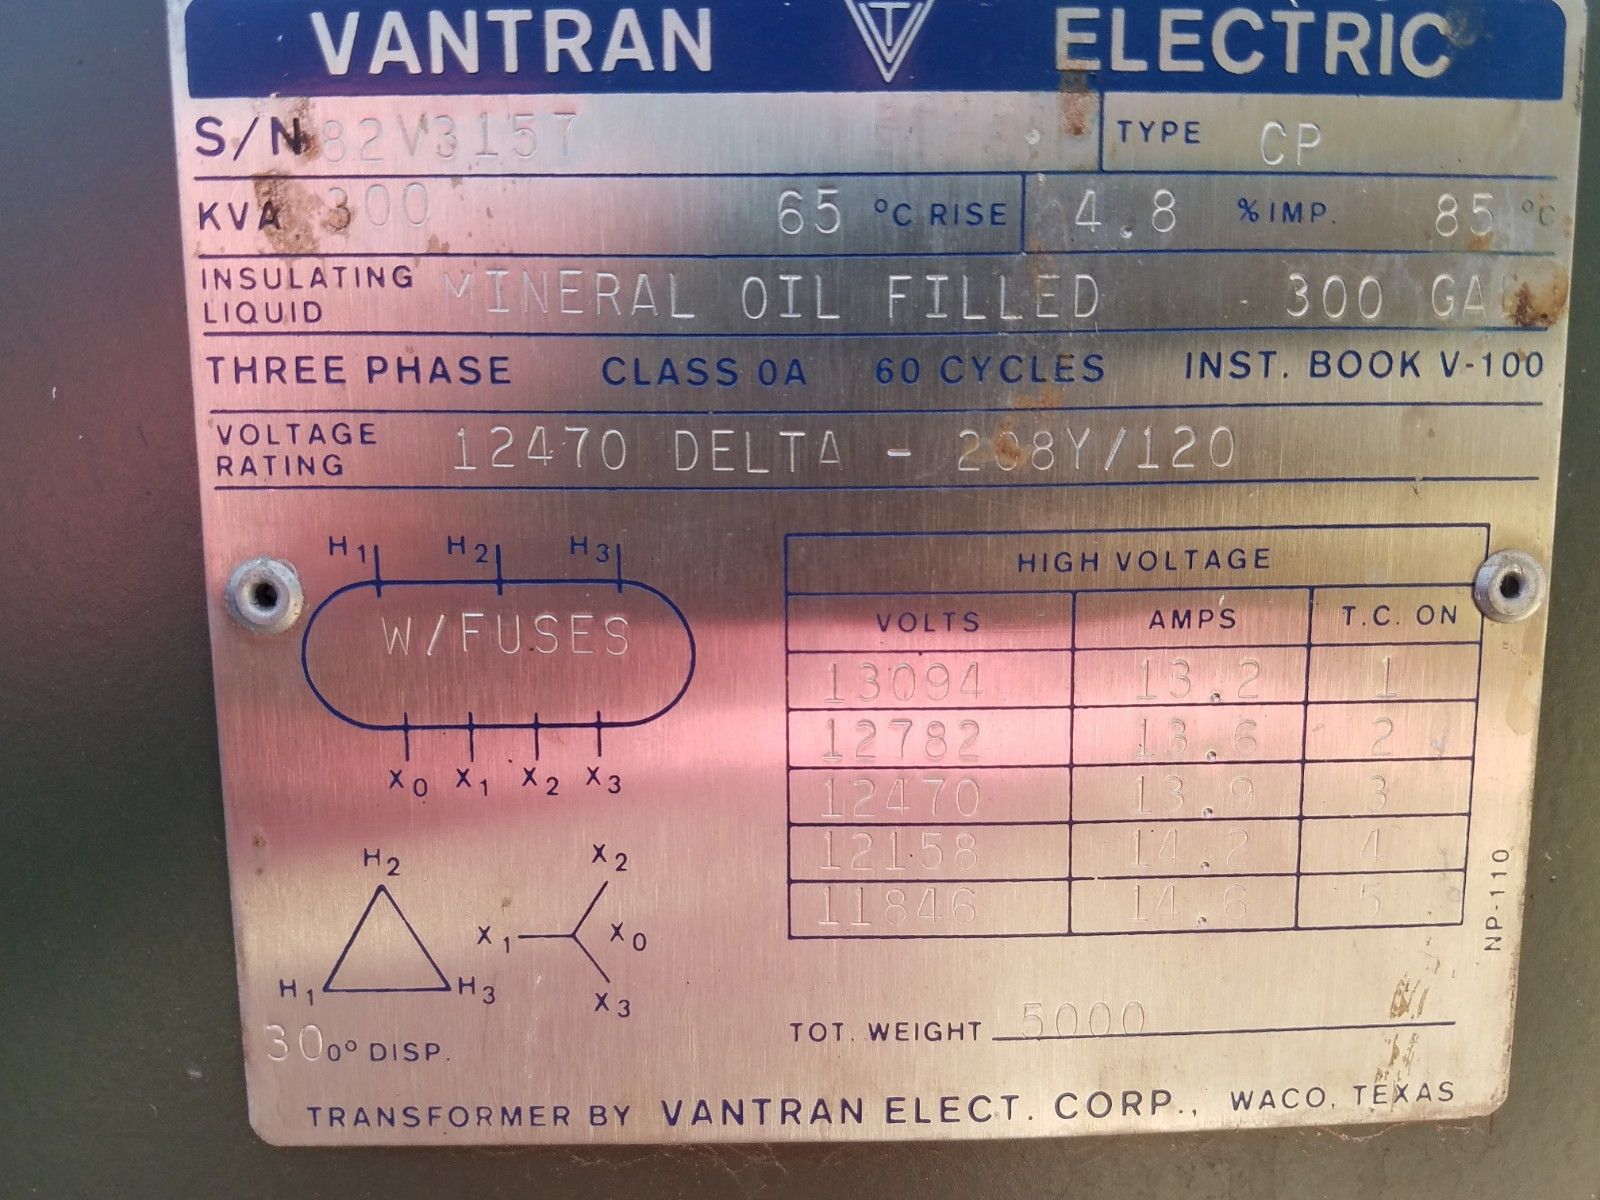 VANTRAN ELECTRIC
S/N 82V3157 TYPE CP
KVA 300 65 °C RISE 4.8 % IMP. 85 °C
INSULATING LIQUID MINERAL OIL FILLED 300 GA
THREE PHASE CLASS OA 60 CYCLES INST. BOOK V-100
VOLTAGE RATING 12470 DELTA - 208Y/120
H1 H2 H3
W/FUSES
X0 X1 X2 X3
HIGH VOLTAGE
VOLTS AMPS T.C. ON
13094 13.2 1
12782 13.6 2
12470 13.9 3
12158 14.2 4
11846 14.6 5
H2 X2
X1 X0
H1 H3 X3
300° DISP.
TOT. WEIGHT 5000
NP-110
TRANSFORMER BY VANTRAN ELECT. CORP., WACO, TEXAS